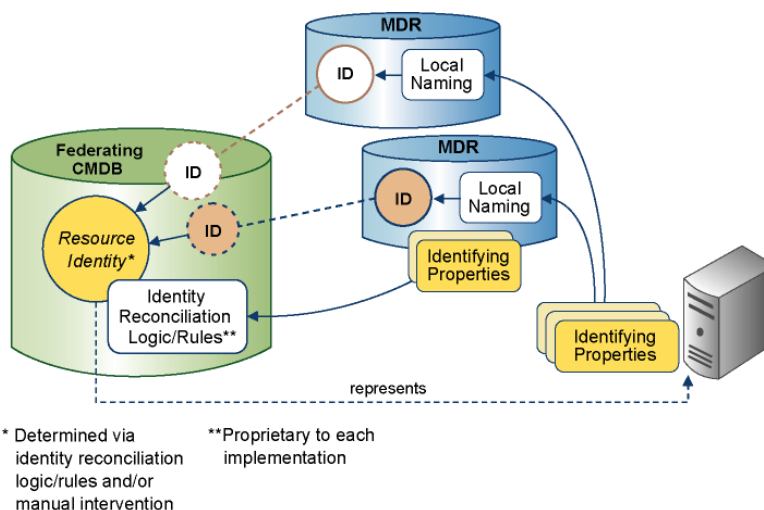 MDR
ID
Local
Naming
Federating
CMDB
ID
MDR
ID
Local
Naming
ID
Resource
Identity*
Identifying
Properties
Identity
Reconciliation
Logic/Rules**
Identifying
Properties
represents
* Determined via
identity reconciliation
logic/rules and/or
manual intervention
**Proprietary to each
implementation